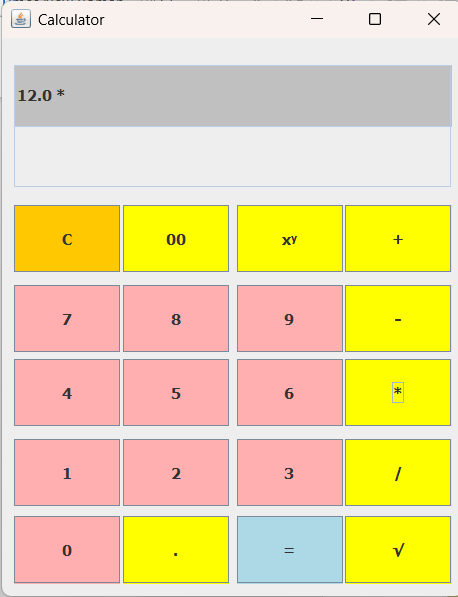 Calculator
12.0 *
C 00 xʸ +
7 8 9 -
4 5 6 *
1 2 3 /
0 . = √